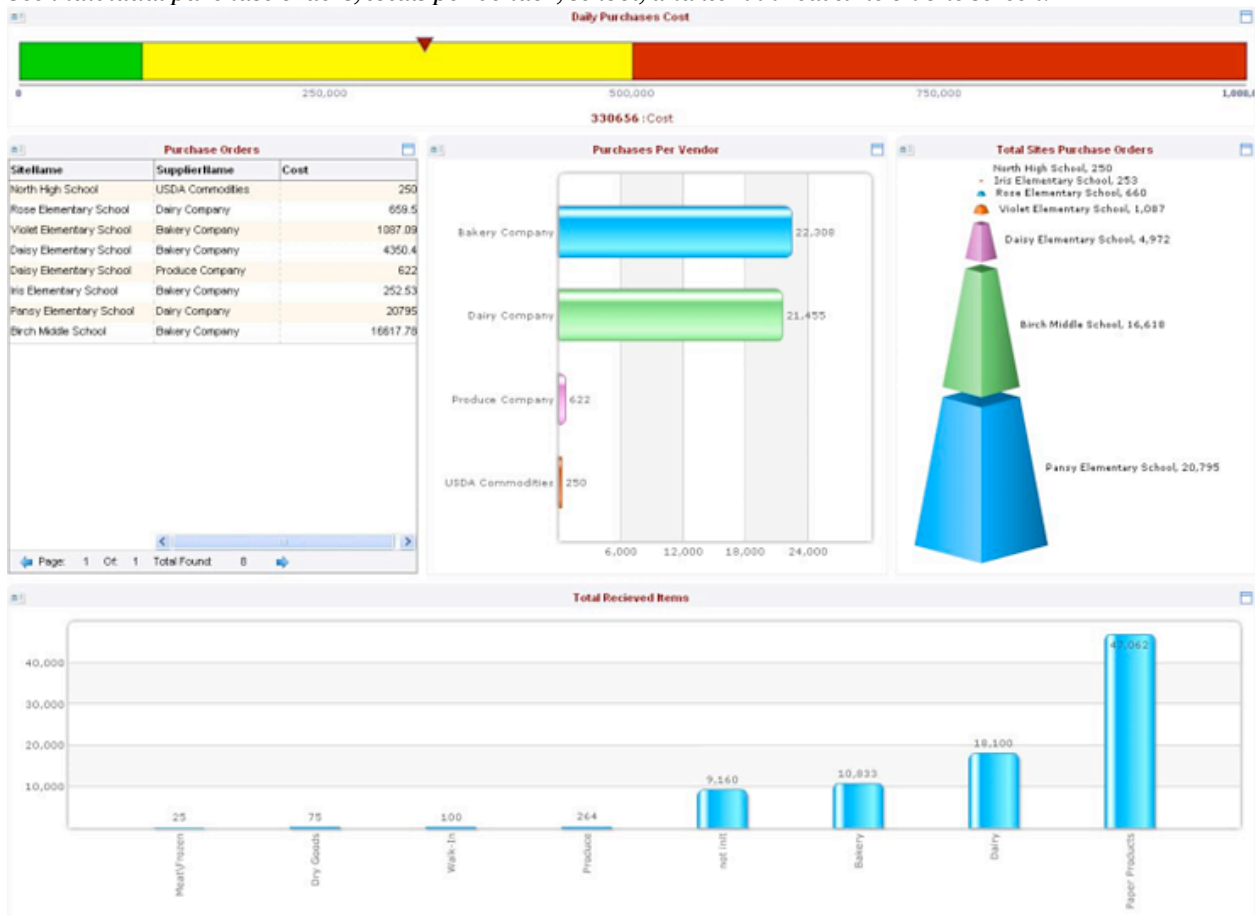 Daily Purchases Cost
0 250,000 500,000 750,000
330656 :Cost
Purchase Orders
SiteName SupplierName Cost
North High School USDA Commodities 250
Rose Elementary School Dairy Company 659.5
Violet Elementary School Bakery Company 1087.09
Daisy Elementary School Bakery Company 4350.4
Daisy Elementary School Produce Company 622
Iris Elementary School Bakery Company 252.53
Pansy Elementary School Dairy Company 20795
Birch Middle School Bakery Company 16617.78
Page: 1 Of: 1 Total Found: 8
Purchases Per Vendor
Bakery Company 22,308
Dairy Company 21,455
Produce Company 622
USDA Commodities 250
6,000 12,000 18,000 24,000
Total Sites Purchase Orders
North High School, 250
Iris Elementary School, 253
Rose Elementary School, 660
Violet Elementary School, 1,087
Daisy Elementary School, 4,972
Birch Middle School, 16,618
Pansy Elementary School, 20,795
Total Recieved Items
40,000
30,000
20,000
10,000
25 75 100 264 9,160 10,833 18,100 47,062
Meat\Frozen Dry Goods Walk-In Produce not init Bakery Dairy Paper Products